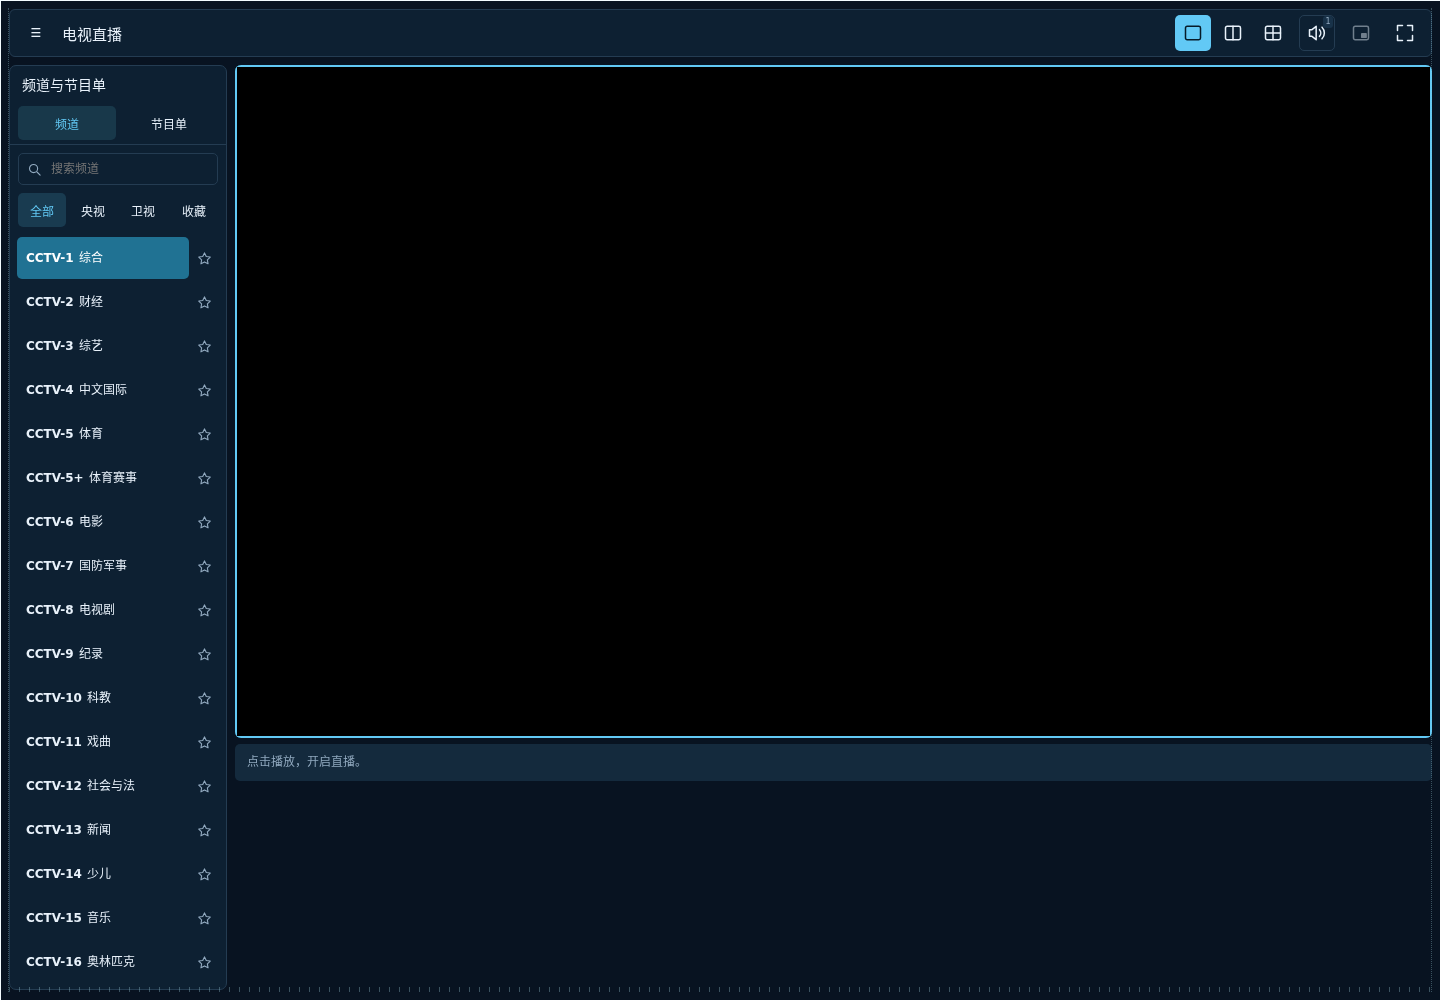 电视直播
1
频道与节目单
频道 节目单
搜索频道
全部 央视 卫视 收藏
CCTV-1 综合
CCTV-2 财经
CCTV-3 综艺
CCTV-4 中文国际
CCTV-5 体育
CCTV-5+ 体育赛事
CCTV-6 电影
CCTV-7 国防军事
CCTV-8 电视剧
CCTV-9 纪录
CCTV-10 科教
CCTV-11 戏曲
CCTV-12 社会与法
CCTV-13 新闻
CCTV-14 少儿
CCTV-15 音乐
CCTV-16 奥林匹克
点击播放，开启直播。